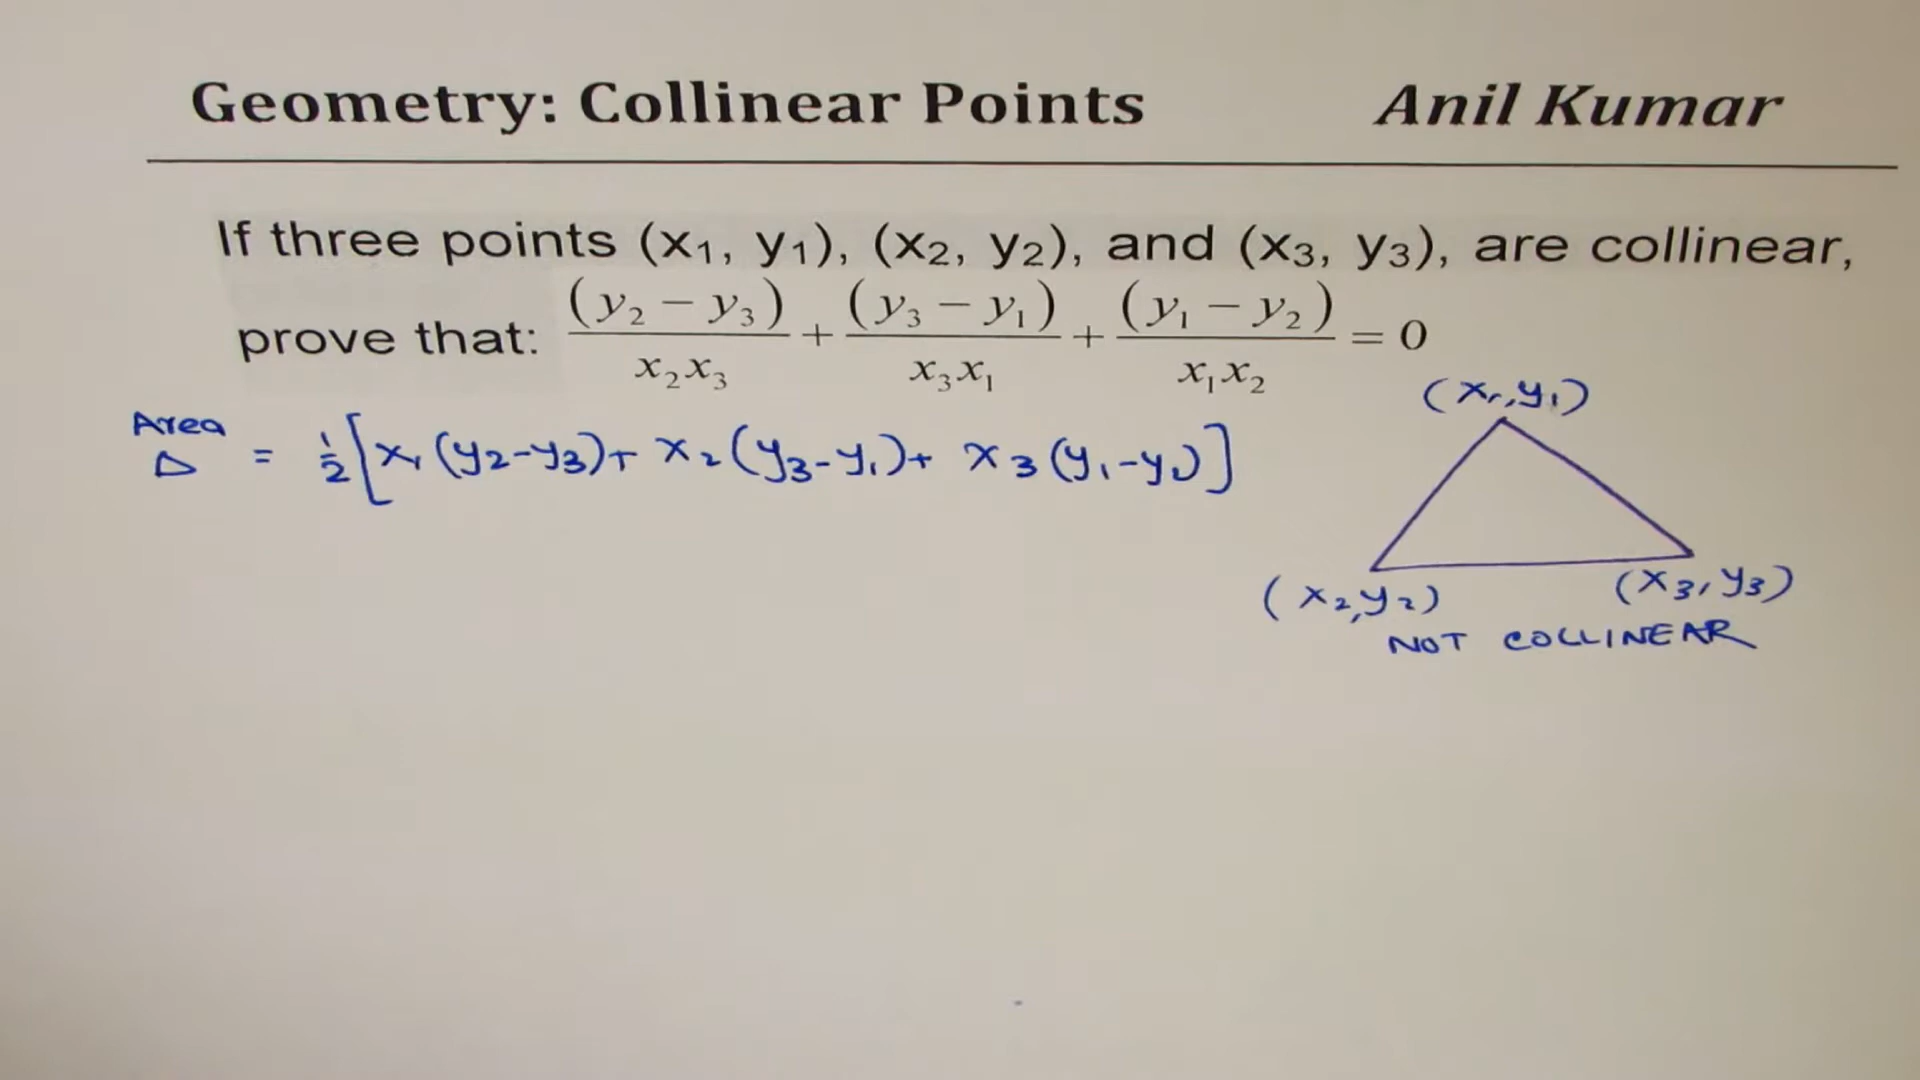 Geometry: Collinear Points Anil Kumar
If three points (x₁, y₁), (x₂, y₂), and (x₃, y₃), are collinear,
prove that: (y₂ − y₃)/x₂x₃ + (y₃ − y₁)/x₃x₁ + (y₁ − y₂)/x₁x₂ = 0
(x₁, y₁)
Area
△ = ½[x₁(y₂-y₃)+ x₂(y₃-y₁)+ x₃(y₁-y₂)]
(x₂,y₂) (x₃,y₃)
NOT COLLINEAR